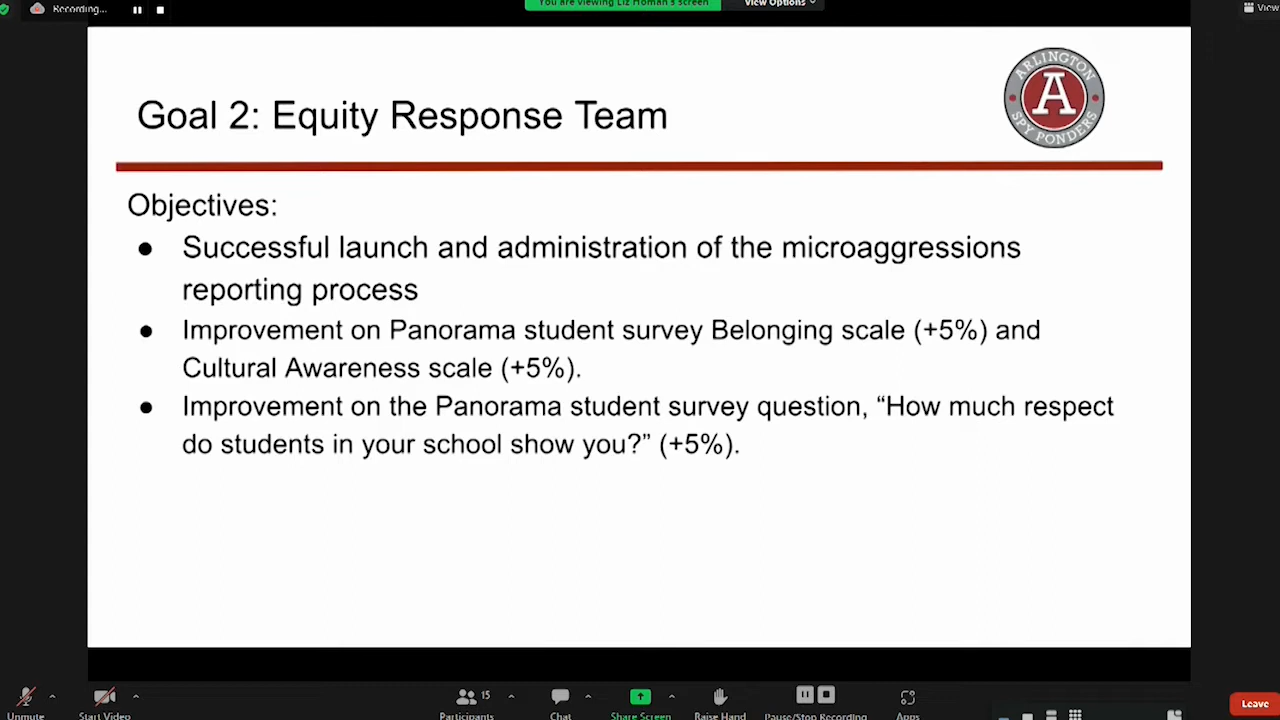 Recording...
You are viewing Liz Homan's screen
View Options
View
ARLINGTON
A
SPY PONDERS
Goal 2: Equity Response Team
Objectives:
● Successful launch and administration of the microaggressions
reporting process
● Improvement on Panorama student survey Belonging scale (+5%) and
Cultural Awareness scale (+5%).
● Improvement on the Panorama student survey question, “How much respect
do students in your school show you?” (+5%).
Unmute
Start Video
15
Participants
Chat
Share Screen
Raise Hand
Pause/Stop Recording
Apps
Leave